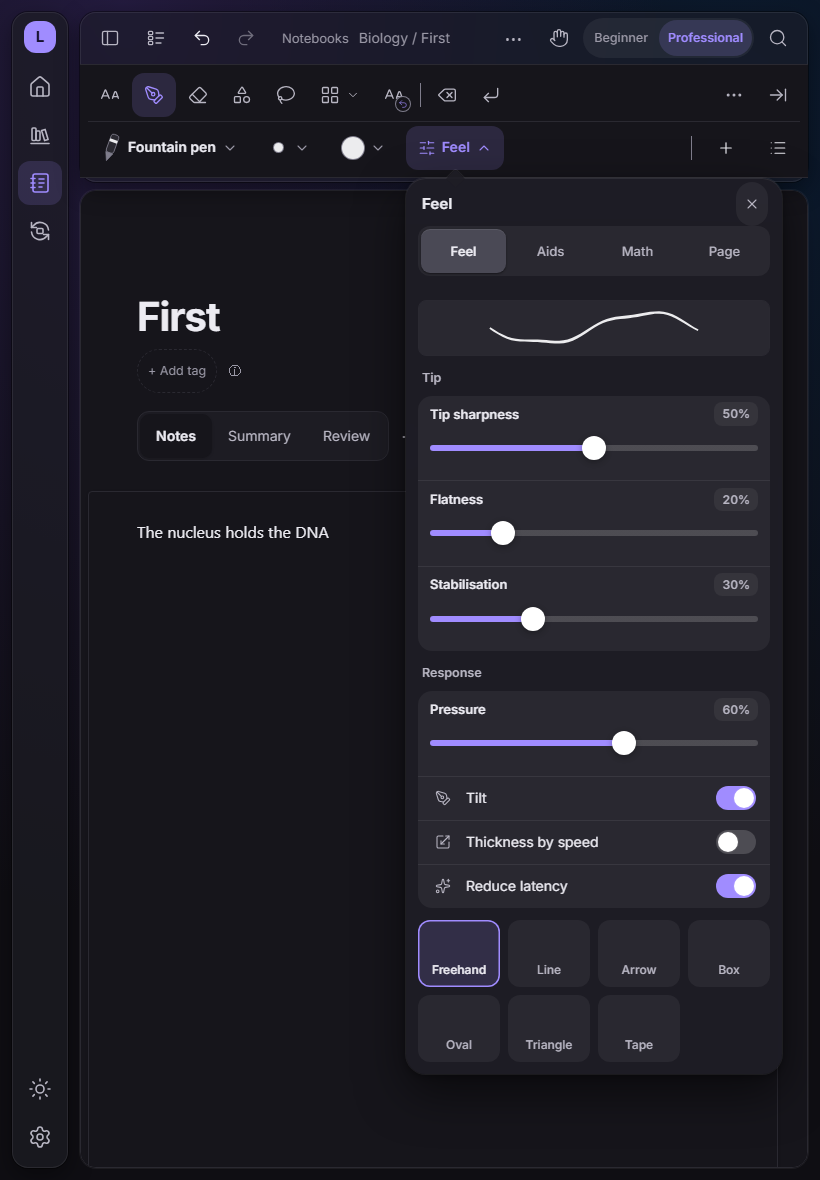 L
Notebooks Biology / First
Beginner Professional
AA
AA
Fountain pen
Feel
Feel
Feel Aids Math Page
First
+ Add tag
Notes Summary Review
The nucleus holds the DNA
Tip
Tip sharpness 50%
Flatness 20%
Stabilisation 30%
Response
Pressure 60%
Tilt
Thickness by speed
Reduce latency
Freehand Line Arrow Box
Oval Triangle Tape